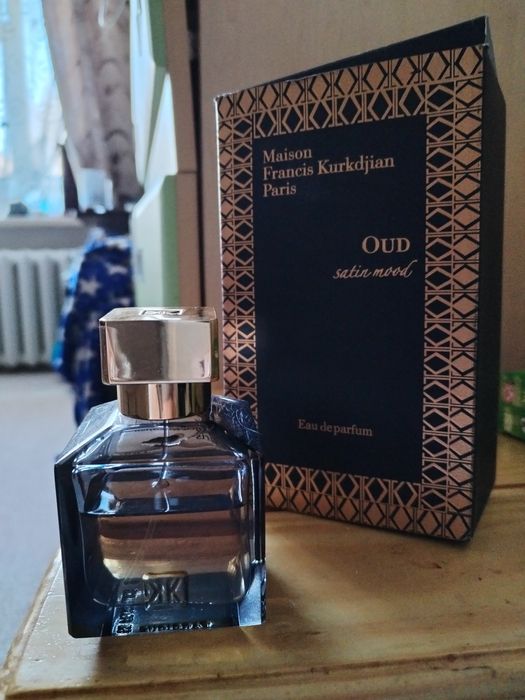 Maison
Francis Kurkdjian
Paris
OUD
satin mood
Eau de parfum